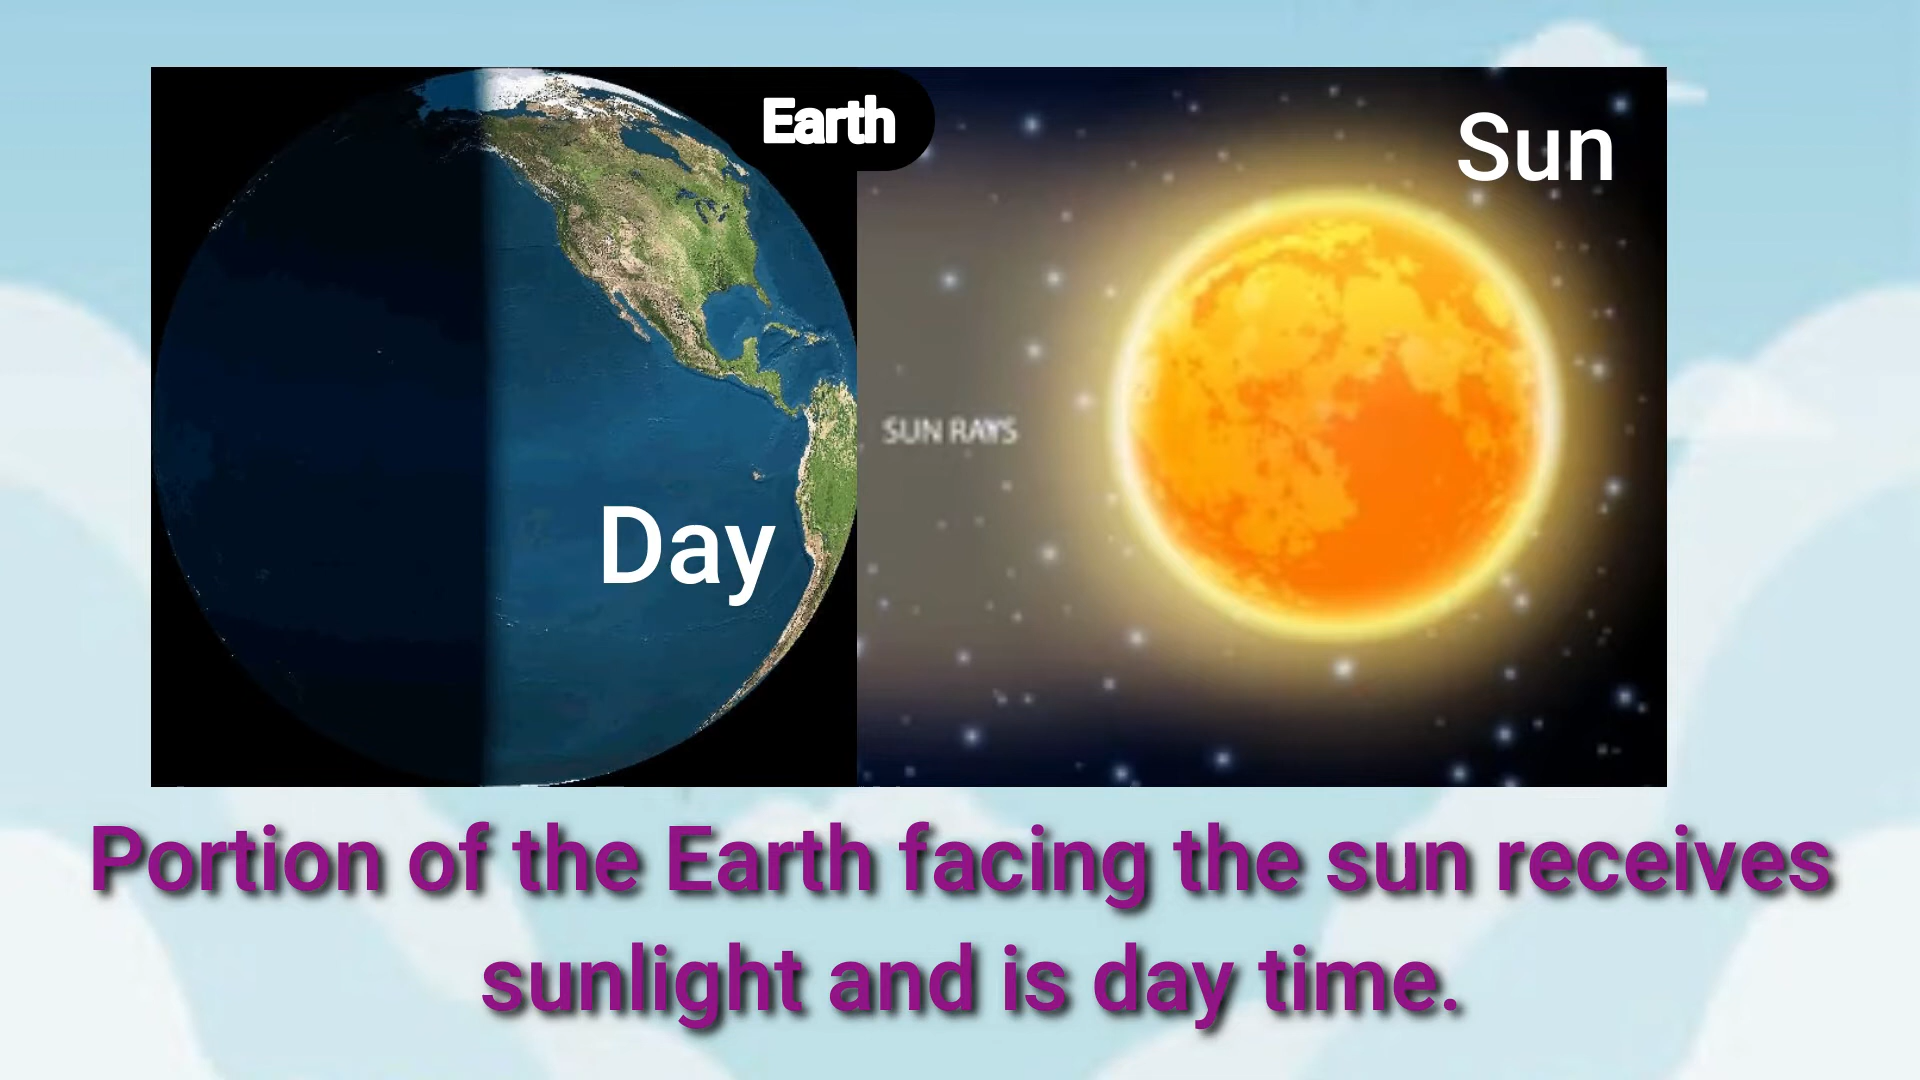 Earth
Sun
SUN RAYS
Day
Portion of the Earth facing the sun receives
sunlight and is day time.